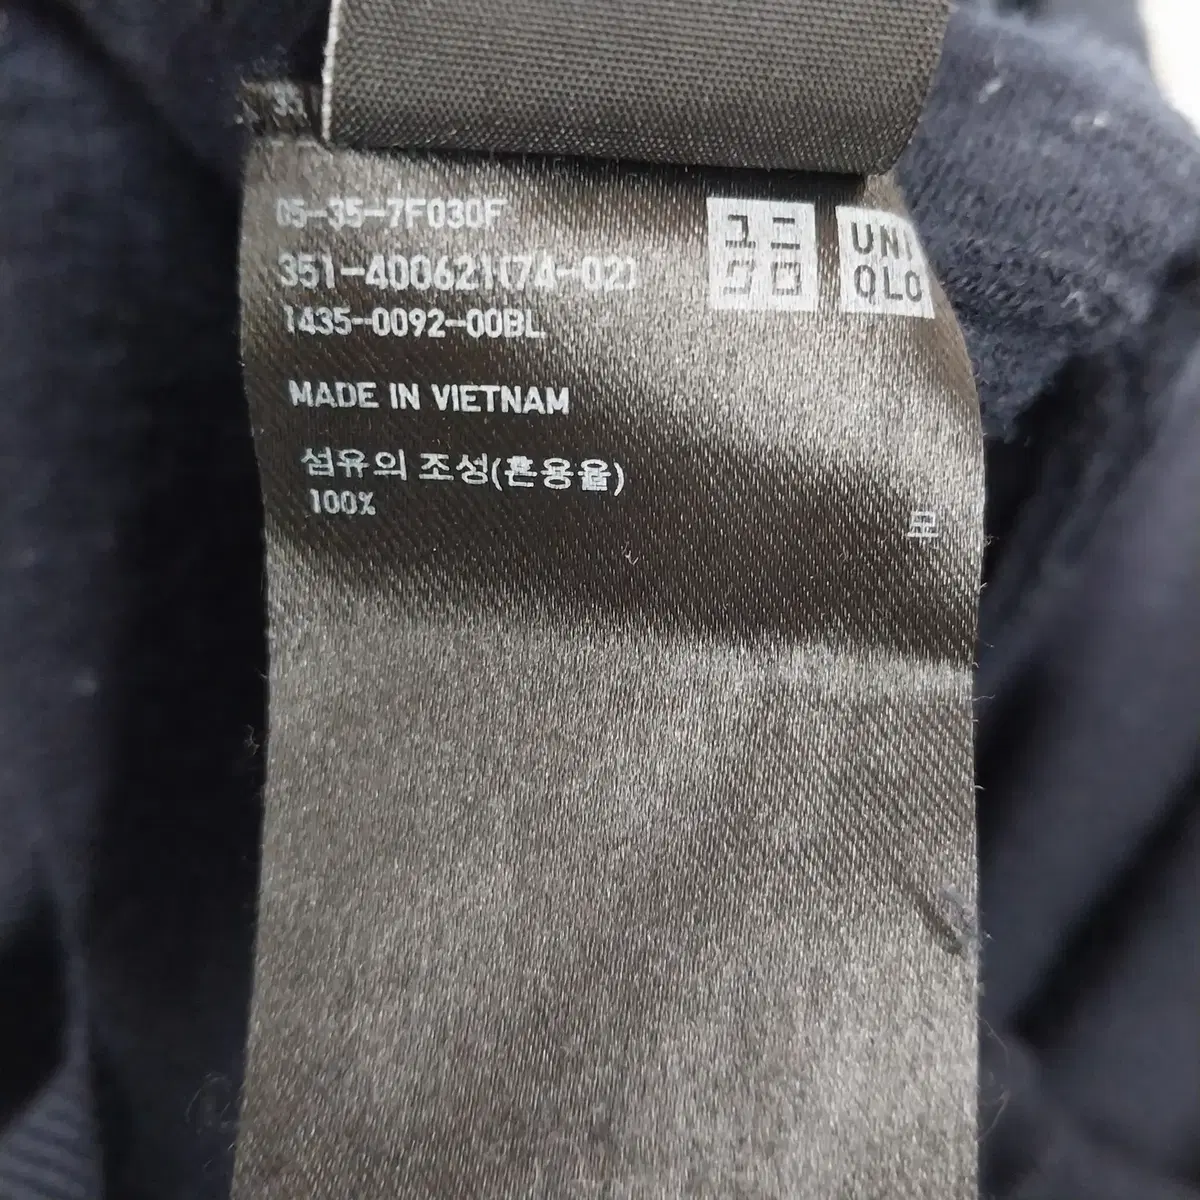 05-35-7F030F
351-400621(74-02)
1435-0092-00BL
ユニ
クロ
UNI
QLO
MADE IN VIETNAM
섬유의 조성(혼용율)
100%
모